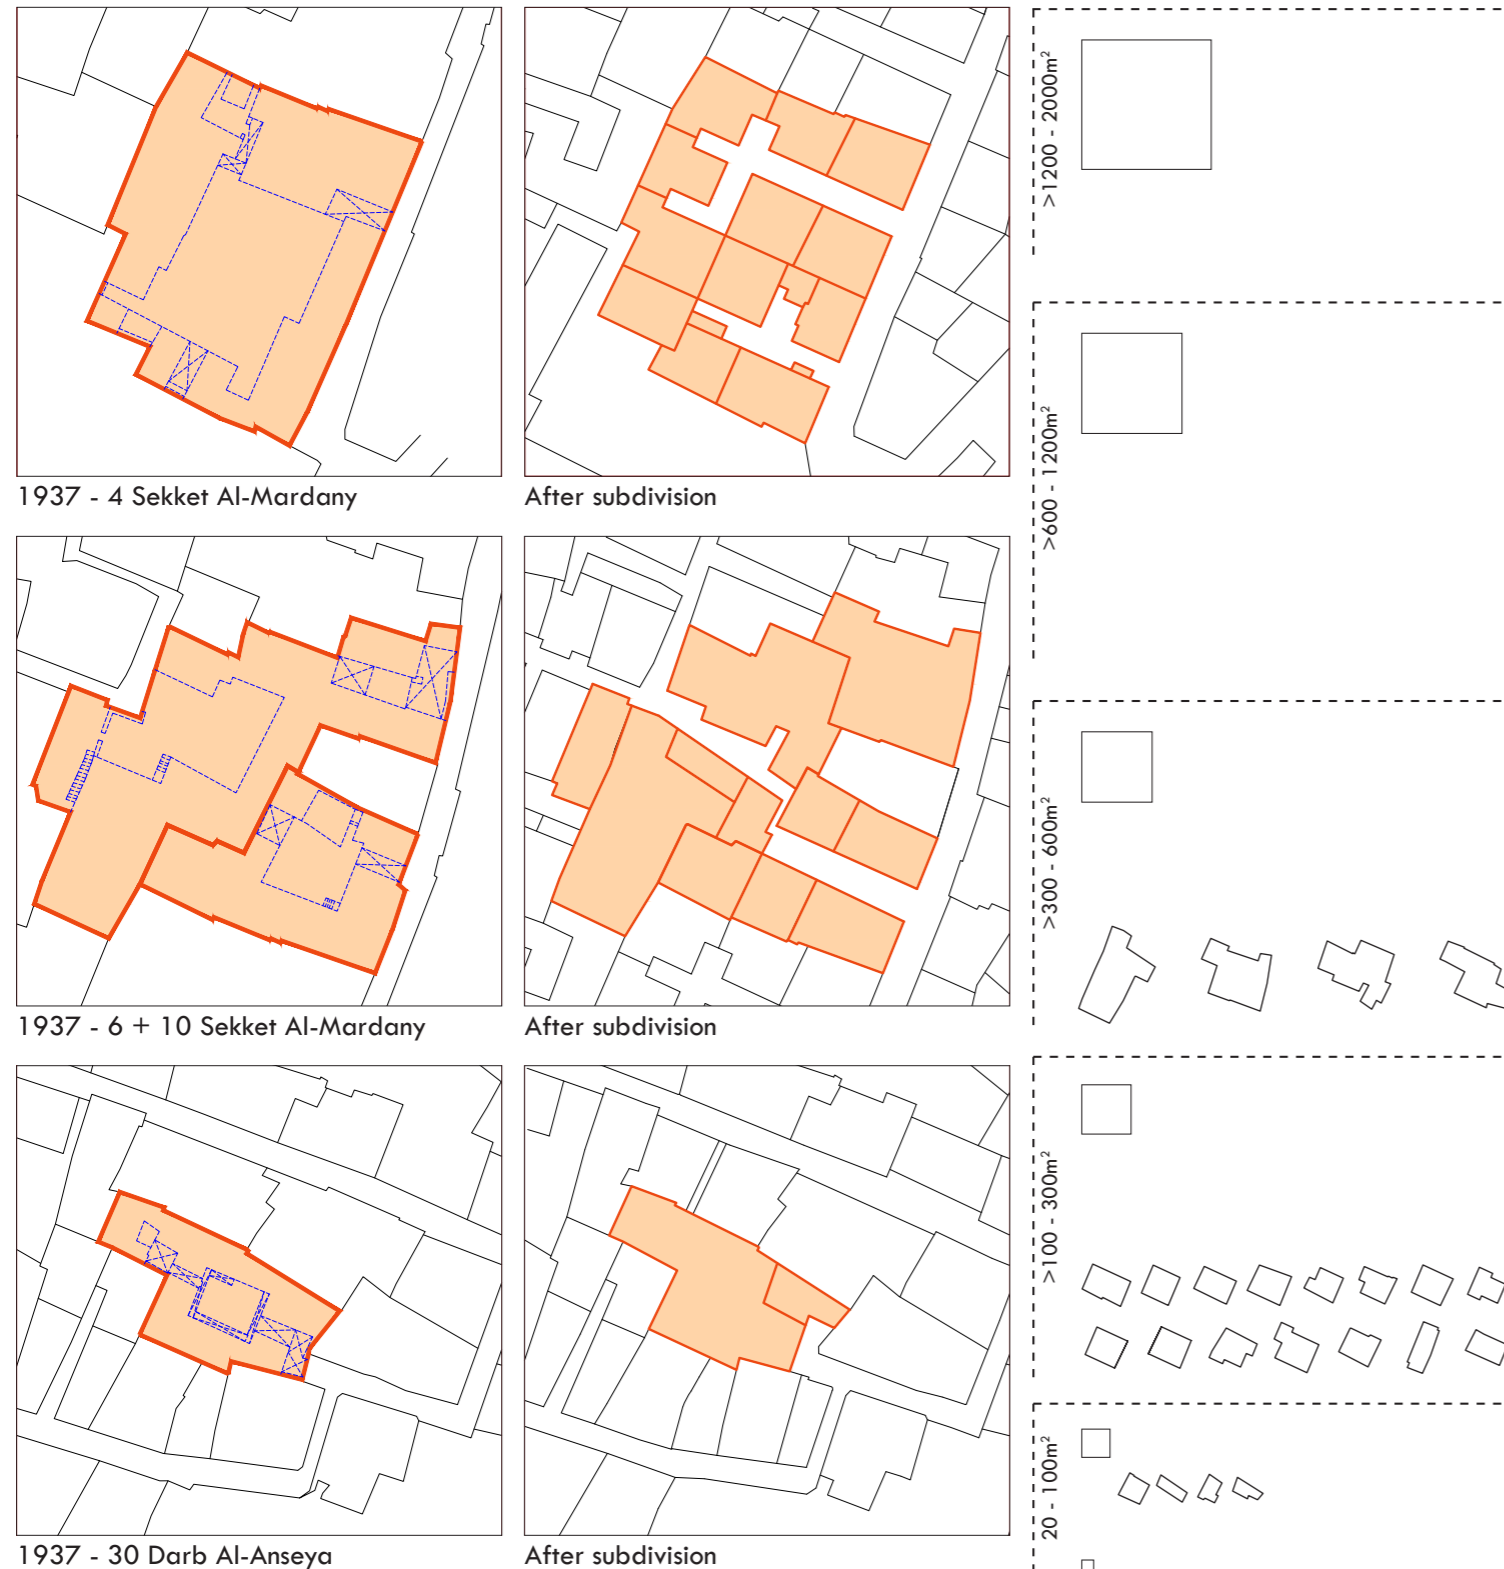 1937 - 4 Sekket Al-Mardany
After subdivision
1937 - 6 + 10 Sekket Al-Mardany
After subdivision
1937 - 30 Darb Al-Anseya
After subdivision
>1200 - 2000m²
>600 - 1200m²
>300 - 600m²
>100 - 300m²
20 - 100m²